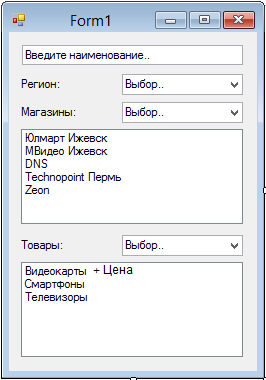 Form1
Введите наименование..
Регион: Выбор..
Магазины: Выбор..
Юлмарт Ижевск
МВидео Ижевск
DNS
Technopoint Пермь
Zeon
Товары: Выбор..
Видеокарты + Цена
Смартфоны
Телевизоры